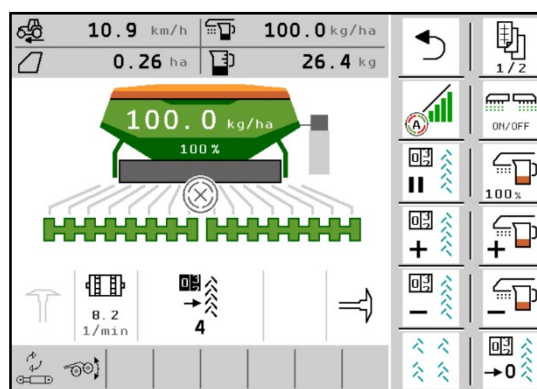 10.9 km/h 100.0 kg/ha
0.26 ha 26.4 kg
1/2
100.0 kg/ha
100%
A
ON/OFF
100%
8.2
1/min
4
+
+
−
−
→0